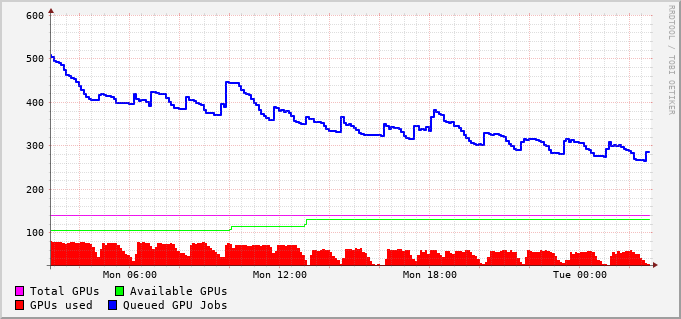 600
500
400
300
200
100
Mon 06:00 Mon 12:00 Mon 18:00 Tue 00:00
Total GPUs Available GPUs
GPUs used Queued GPU Jobs
RRDTOOL / TOBI OETIKER